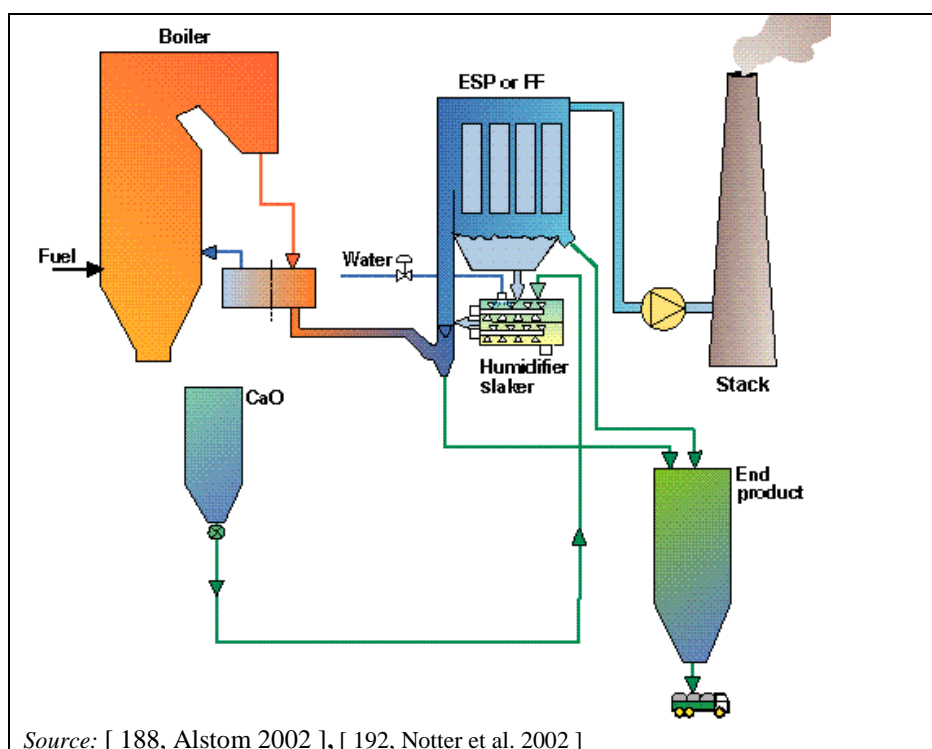 Boiler
ESP or FF
Fuel
Water
Humidifier
slaker
Stack
CaO
End
product
Source: [ 188, Alstom 2002 ], [ 192, Notter et al. 2002 ]